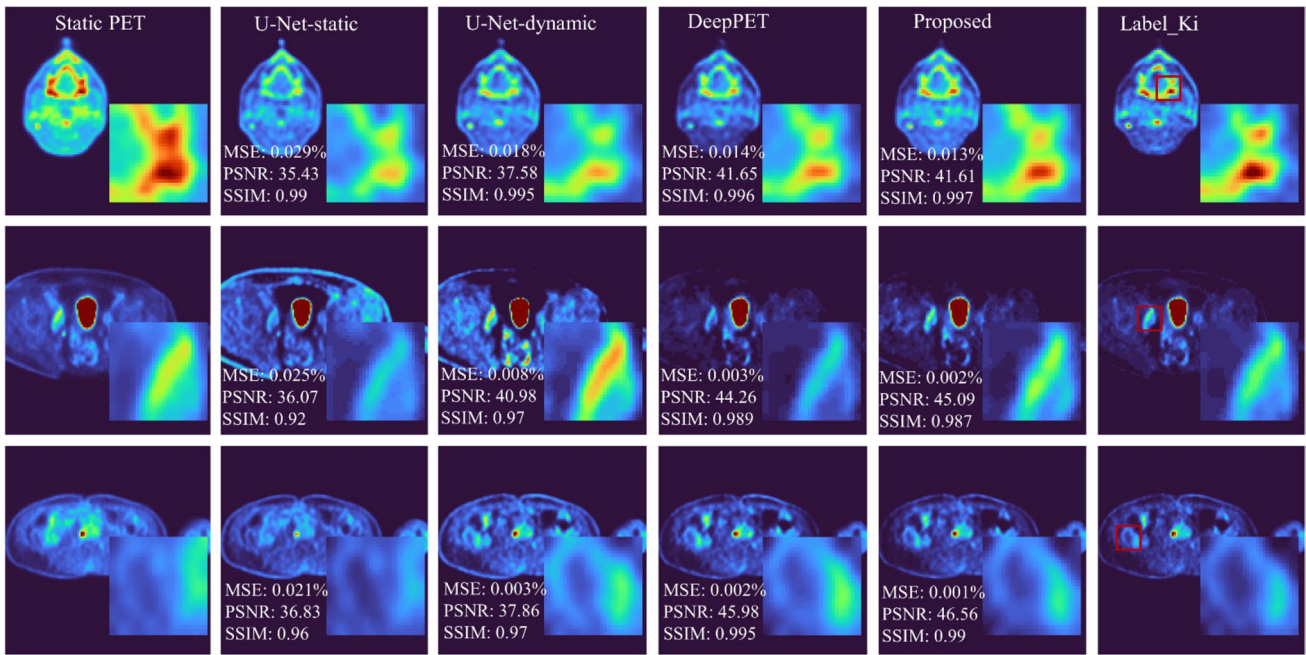 Static PET
U-Net-static
U-Net-dynamic
DeepPET
Proposed
Label_Ki
MSE: 0.029%
PSNR: 35.43
SSIM: 0.99
MSE: 0.018%
PSNR: 37.58
SSIM: 0.995
MSE: 0.014%
PSNR: 41.65
SSIM: 0.996
MSE: 0.013%
PSNR: 41.61
SSIM: 0.997
MSE: 0.025%
PSNR: 36.07
SSIM: 0.92
MSE: 0.008%
PSNR: 40.98
SSIM: 0.97
MSE: 0.003%
PSNR: 44.26
SSIM: 0.989
MSE: 0.002%
PSNR: 45.09
SSIM: 0.987
MSE: 0.021%
PSNR: 36.83
SSIM: 0.96
MSE: 0.003%
PSNR: 37.86
SSIM: 0.97
MSE: 0.002%
PSNR: 45.98
SSIM: 0.995
MSE: 0.001%
PSNR: 46.56
SSIM: 0.99